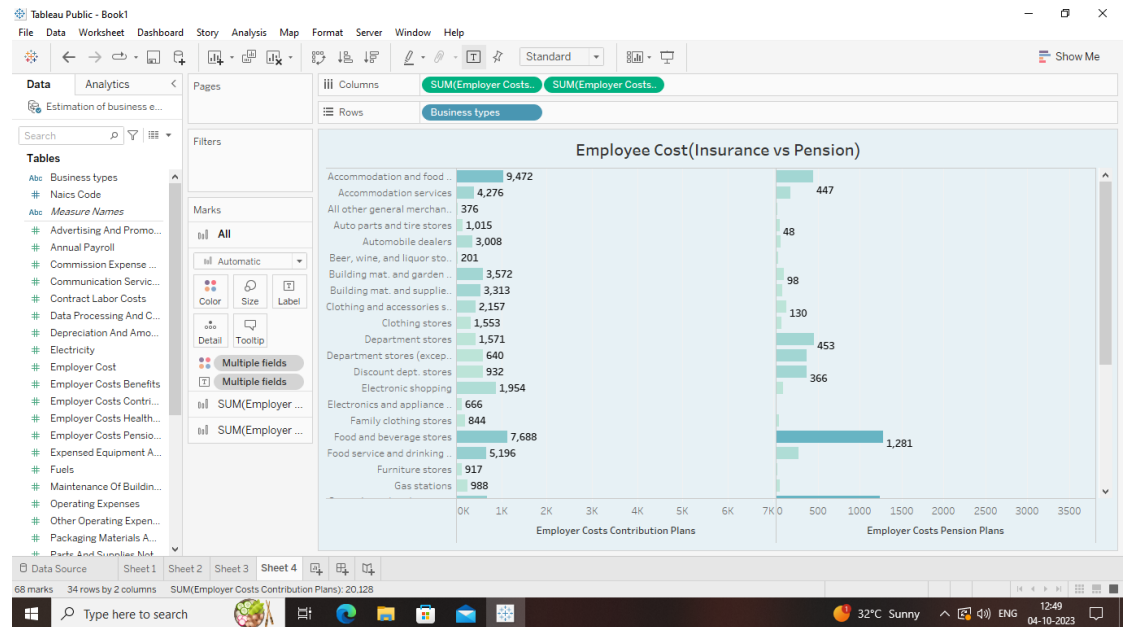 Tableau Public - Book1
File Data Worksheet Dashboard Story Analysis Map Format Server Window Help
Standard
Show Me
Data Analytics
Estimation of business e...
Search
Tables
Abc Business types
# Naics Code
Abc Measure Names
# Advertising And Promo...
# Annual Payroll
# Commission Expense ...
# Communication Servic...
# Contract Labor Costs
# Data Processing And C...
# Depreciation And Amo...
# Electricity
# Employer Cost
# Employer Costs Benefits
# Employer Costs Contri...
# Employer Costs Health...
# Employer Costs Pensio...
# Expensed Equipment A...
# Fuels
# Maintenance Of Buildin...
# Operating Expenses
# Other Operating Expen...
# Packaging Materials A...
# Parts And Supplies Not
Pages
Filters
Marks
All
Automatic
Color Size Label
Detail Tooltip
Multiple fields
Multiple fields
SUM(Employer ...
SUM(Employer ...
Columns SUM(Employer Costs.. SUM(Employer Costs..
Rows Business types
Employee Cost(Insurance vs Pension)
Accommodation and food .. 9,472
Accommodation services 4,276 447
All other general merchan.. 376
Auto parts and tire stores 1,015 48
Automobile dealers 3,008
Beer, wine, and liquor sto.. 201
Building mat. and garden .. 3,572 98
Building mat. and supplie.. 3,313
Clothing and accessories s.. 2,157 130
Clothing stores 1,553
Department stores 1,571 453
Department stores (excep.. 640
Discount dept. stores 932 366
Electronic shopping 1,954
Electronics and appliance .. 666
Family clothing stores 844
Food and beverage stores 7,688 1,281
Food service and drinking .. 5,196
Furniture stores 917
Gas stations 988
0K 1K 2K 3K 4K 5K 6K 7K 0 500 1000 1500 2000 2500 3000 3500
Employer Costs Contribution Plans Employer Costs Pension Plans
Data Source Sheet 1 Sheet 2 Sheet 3 Sheet 4
68 marks 34 rows by 2 columns SUM(Employer Costs Contribution Plans): 20,128
Type here to search
32°C Sunny ENG 12:49
04-10-2023